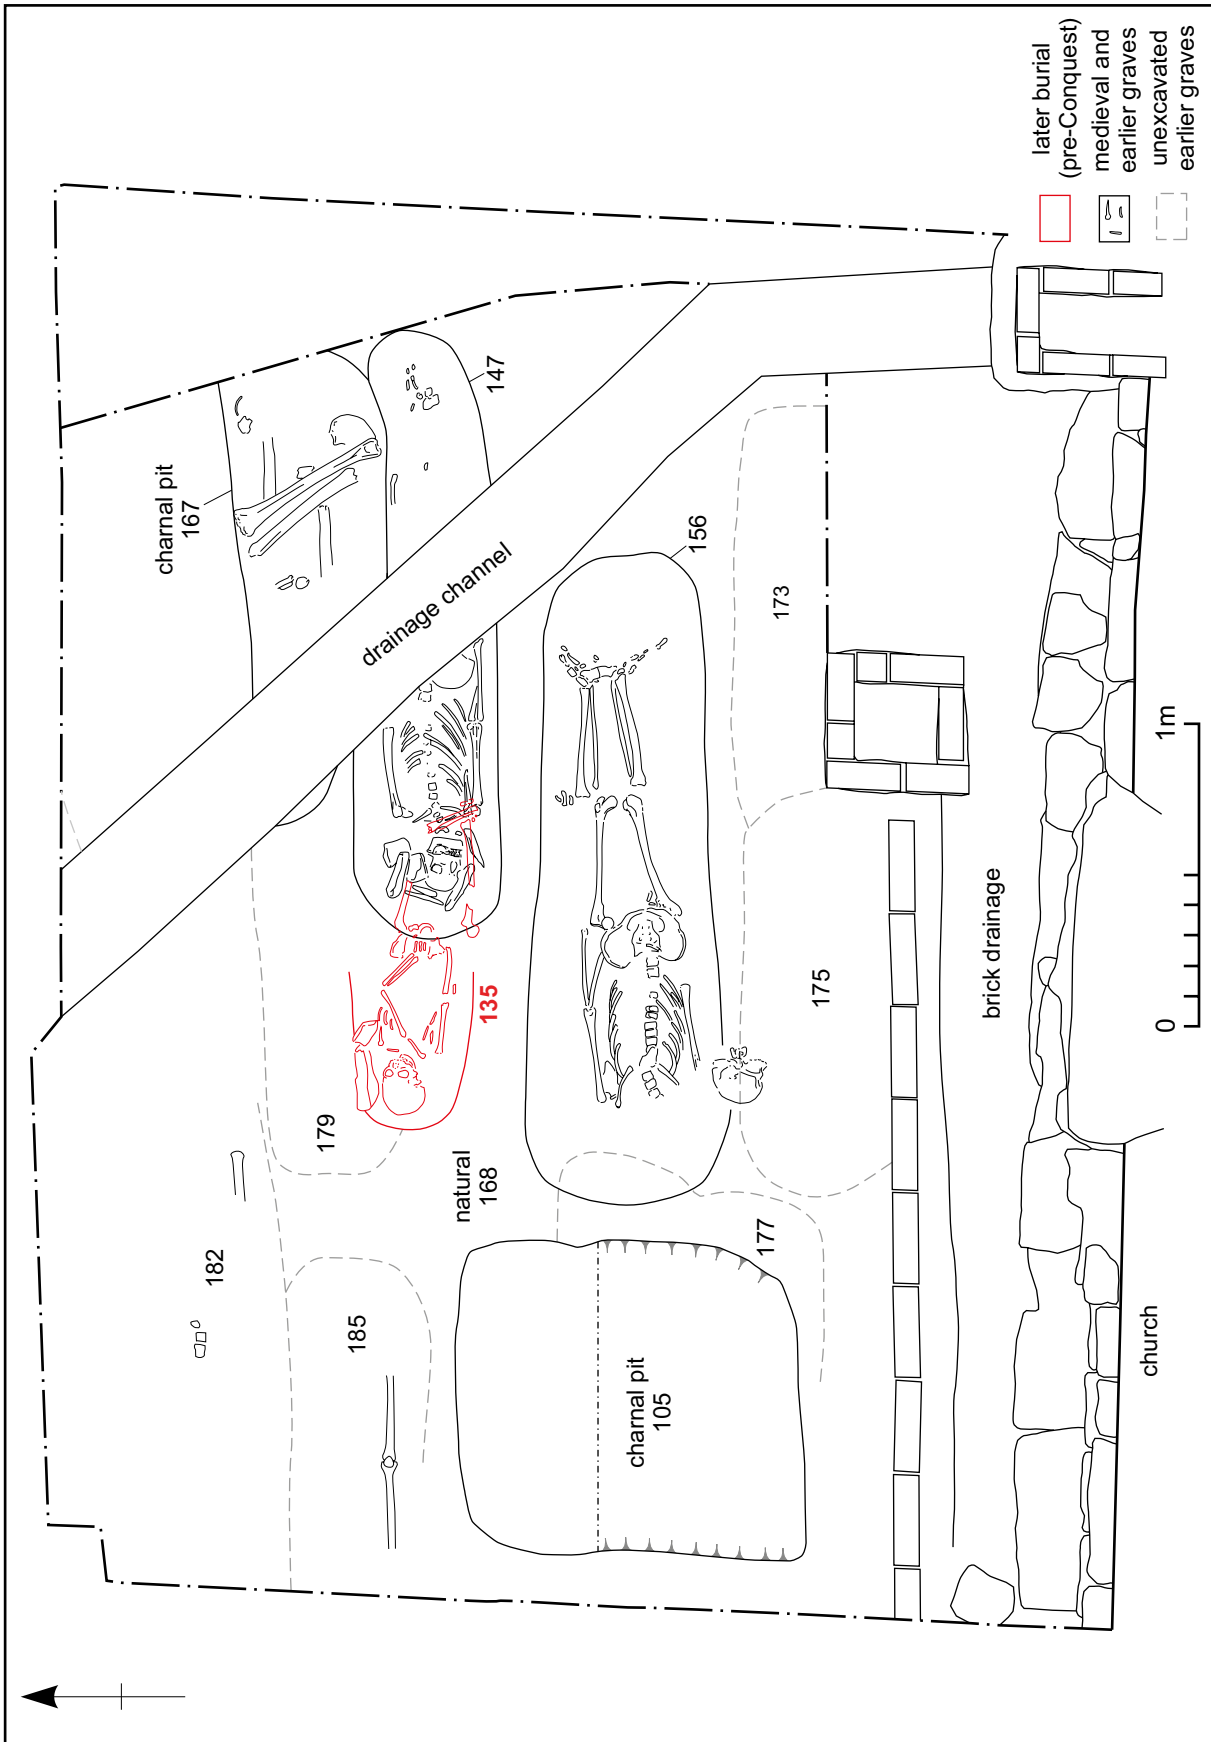 charnal pit
167
147
drainage channel
156
173
182
179
135
natural
168
185
177
175
charnal pit
105
brick drainage
church
0
1m
later burial
(pre-Conquest)
medieval and
earlier graves
unexcavated
earlier graves